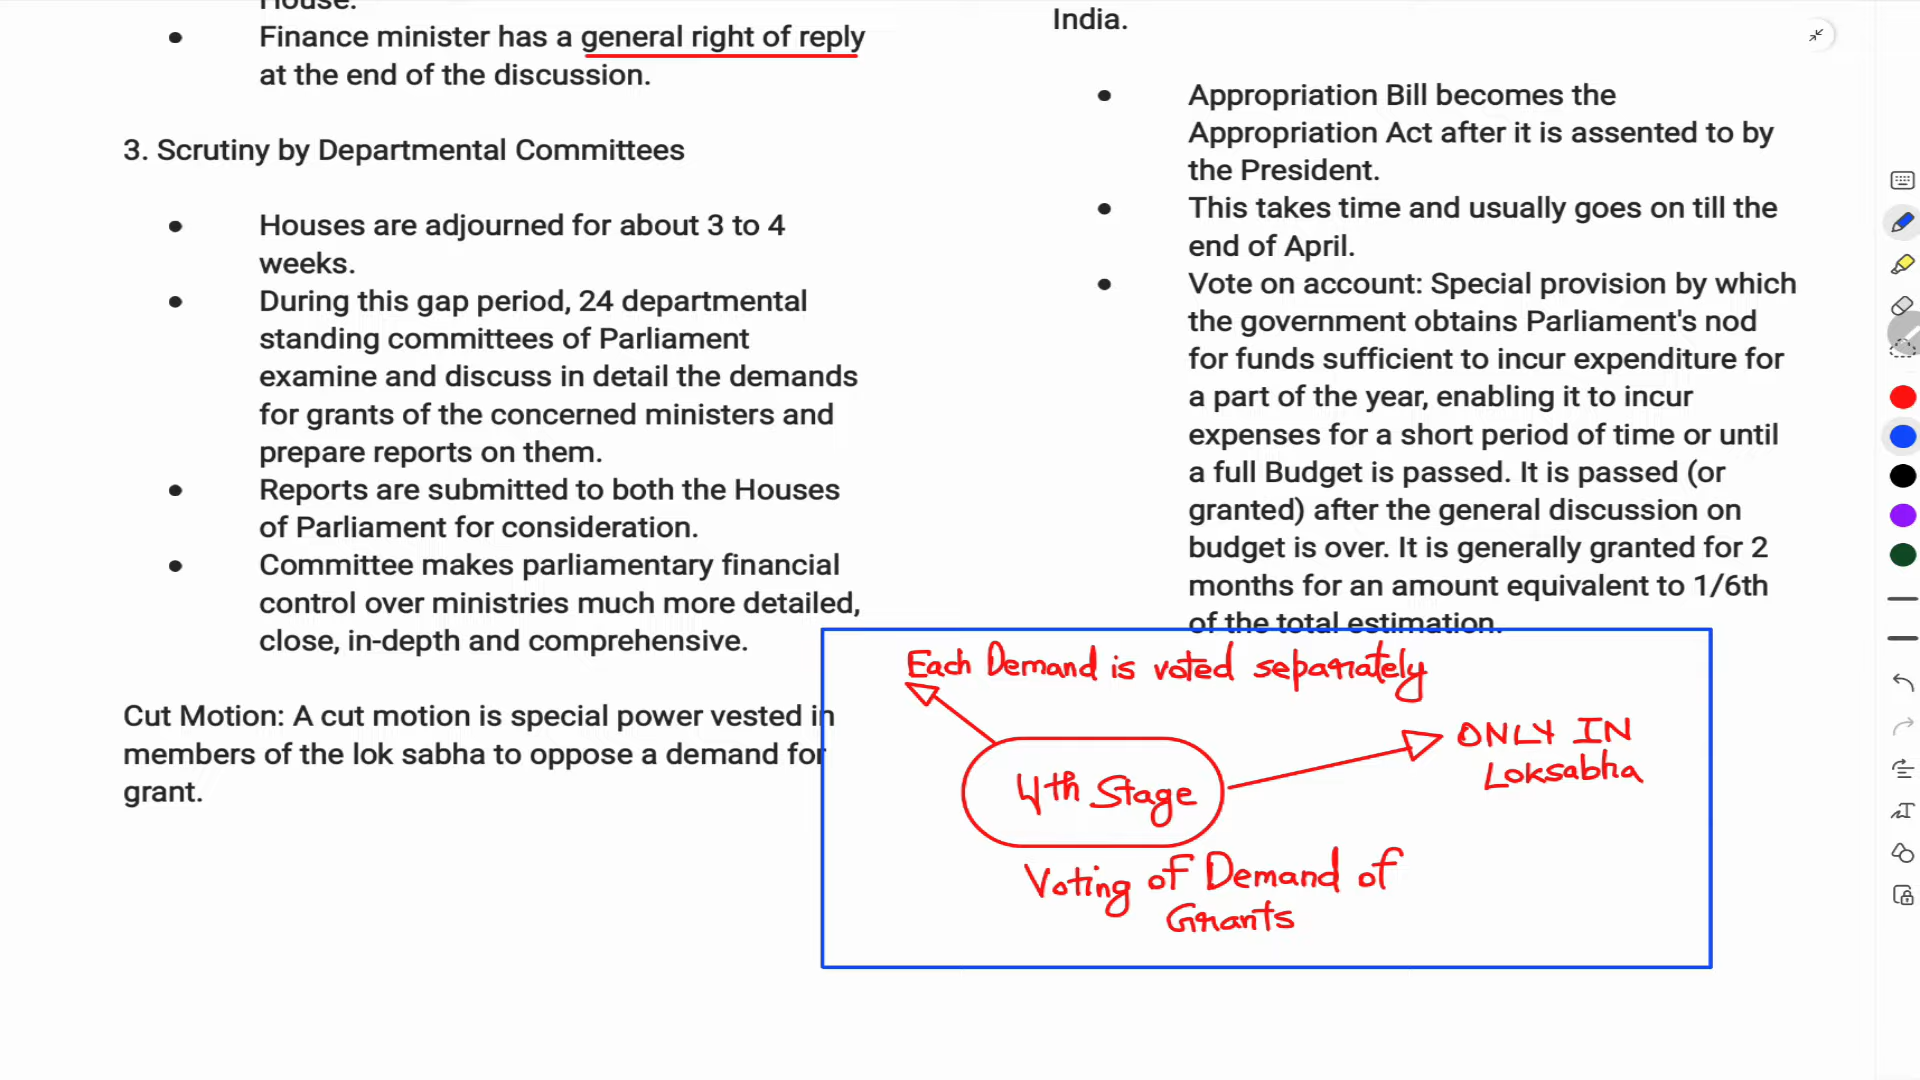 House.
• Finance minister has a general right of reply
at the end of the discussion.
3. Scrutiny by Departmental Committees
• Houses are adjourned for about 3 to 4
weeks.
• During this gap period, 24 departmental
standing committees of Parliament
examine and discuss in detail the demands
for grants of the concerned ministers and
prepare reports on them.
• Reports are submitted to both the Houses
of Parliament for consideration.
• Committee makes parliamentary financial
control over ministries much more detailed,
close, in-depth and comprehensive.
Cut Motion: A cut motion is special power vested in
members of the lok sabha to oppose a demand for
grant.
India.
• Appropriation Bill becomes the
Appropriation Act after it is assented to by
the President.
• This takes time and usually goes on till the
end of April.
• Vote on account: Special provision by which
the government obtains Parliament's nod
for funds sufficient to incur expenditure for
a part of the year, enabling it to incur
expenses for a short period of time or until
a full Budget is passed. It is passed (or
granted) after the general discussion on
budget is over. It is generally granted for 2
months for an amount equivalent to 1/6th
of the total estimation.
Each Demand is voted separately
ONLY IN
Loksabha
4th Stage
Voting of Demand of
Grants